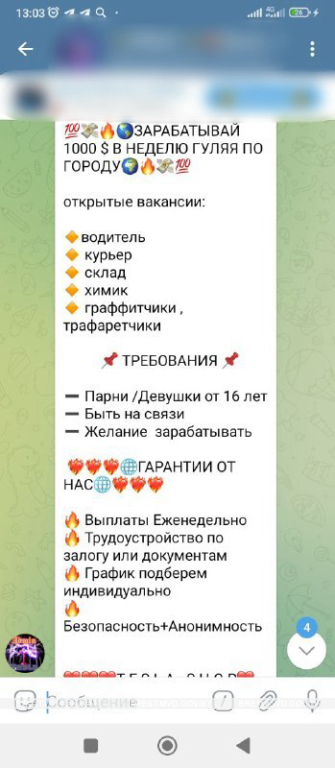 13:03
4G
💯💸🔥🌍ЗАРАБАТЫВАЙ
1000 $ В НЕДЕЛЮ ГУЛЯЯ ПО
ГОРОДУ🌍🔥💸💯
открытые вакансии:
🔸водитель
🔸 курьер
🔸 склад
🔸 химик
🔸 граффитчики ,
трафаретчики
📌 ТРЕБОВАНИЯ 📌
➖ Парни /Девушки от 16 лет
➖ Быть на связи
➖ Желание  зарабатывать
❤️‍🔥❤️‍🔥❤️‍🔥🌐ГАРАНТИИ ОТ
НАС🌐❤️‍🔥❤️‍🔥❤️‍🔥
🔥 Выплаты Еженедельно
🔥 Трудоустройство по
залогу или документам
🔥 График подберем
индивидуально
🔥
Безопасность+Анонимность
4
Сообщение